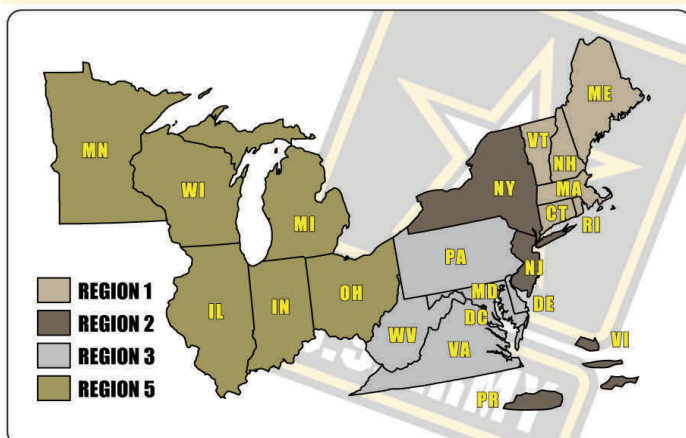 ME
VT
NH
MN
NY
MA
WI
CT
RI
MI
PA
NJ
OH
MD
DE
REGION 1
IL
IN
DC
REGION 2
WV
VA
VI
REGION 3
REGION 5
PR
U.S. ARMY